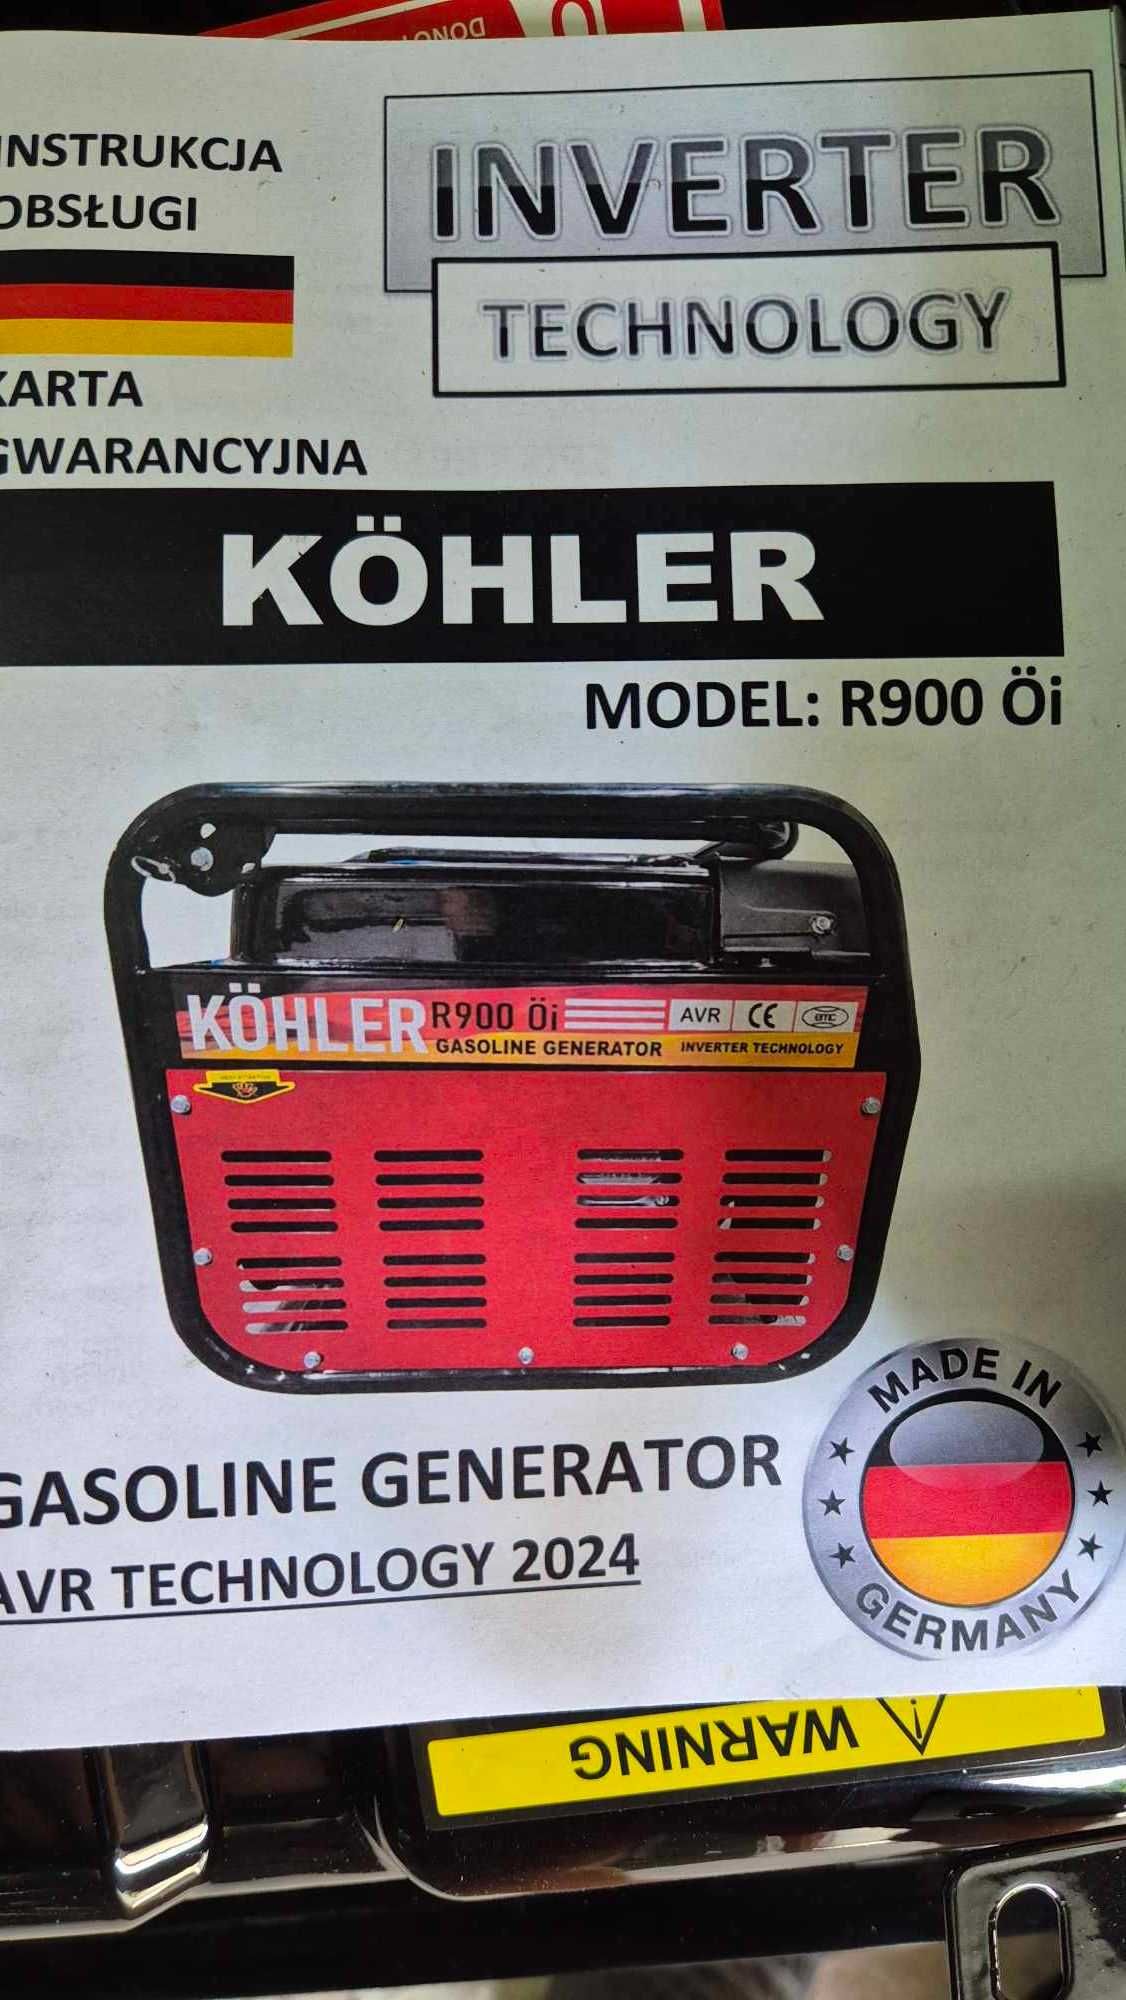 INSTRUKCJA
OBSŁUGI
KARTA
GWARANCYJNA
INVERTER
TECHNOLOGY
KÖHLER
MODEL: R900 Öi
KÖHLER R900 Öi AVR CE emc
GASOLINE GENERATOR INVERTER TECHNOLOGY
GASOLINE GENERATOR
AVR TECHNOLOGY 2024
MADE IN
GERMANY
WARNING